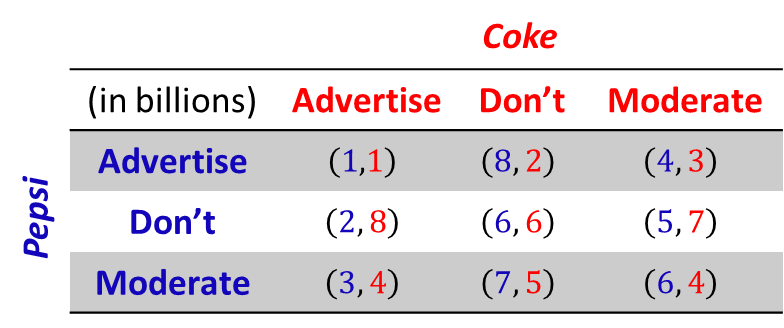 Coke
(in billions) Advertise Don't Moderate
Advertise (1,1) (8, 2) (4, 3)
Pepsi
Don't (2, 8) (6, 6) (5, 7)
Moderate (3, 4) (7, 5) (6, 4)